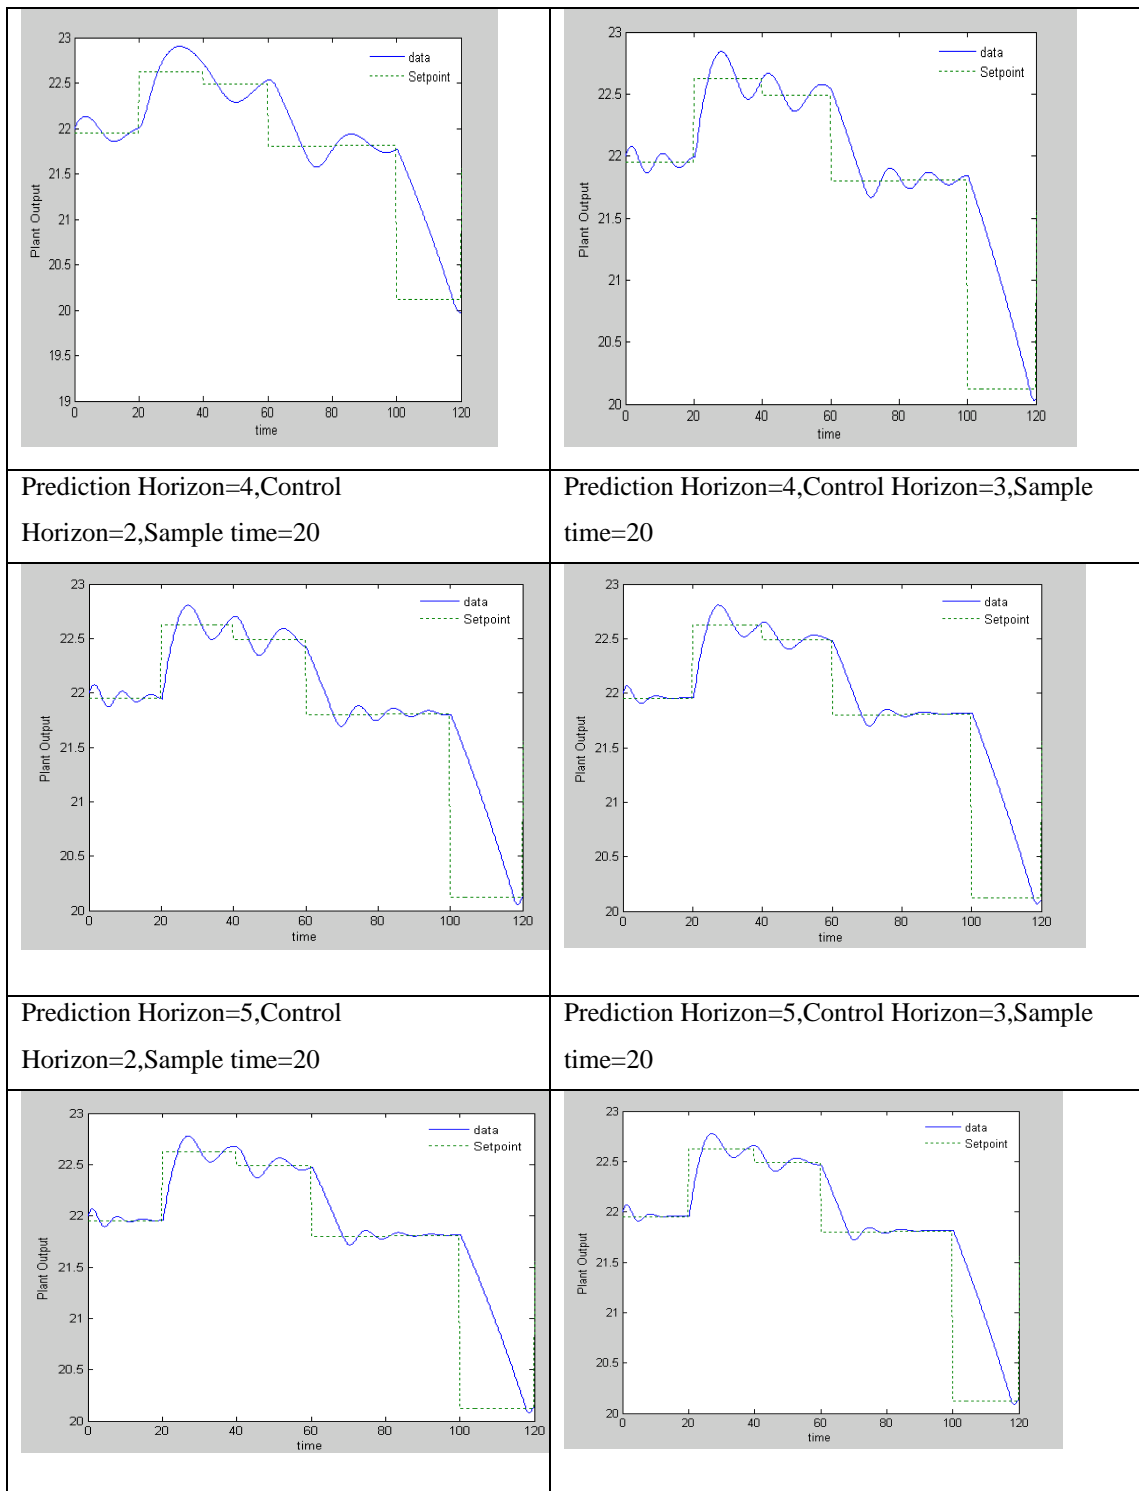 23
22.5
22
21.5
21
20.5
20
19.5
19
0 20 40 60 80 100 120
Plant Output
time
data
Setpoint
23
22.5
22
21.5
21
20.5
20
0 20 40 60 80 100 120
Plant Output
time
data
Setpoint
Prediction Horizon=4,Control
Horizon=2,Sample time=20
Prediction Horizon=4,Control Horizon=3,Sample
time=20
23
22.5
22
21.5
21
20.5
20
0 20 40 60 80 100 120
Plant Output
time
data
Setpoint
23
22.5
22
21.5
21
20.5
20
0 20 40 60 80 100 120
Plant Output
time
data
Setpoint
Prediction Horizon=5,Control
Horizon=2,Sample time=20
Prediction Horizon=5,Control Horizon=3,Sample
time=20
23
22.5
22
21.5
21
20.5
20
0 20 40 60 80 100 120
Plant Output
time
data
Setpoint
23
22.5
22
21.5
21
20.5
20
0 20 40 60 80 100 120
Plant Output
time
data
Setpoint